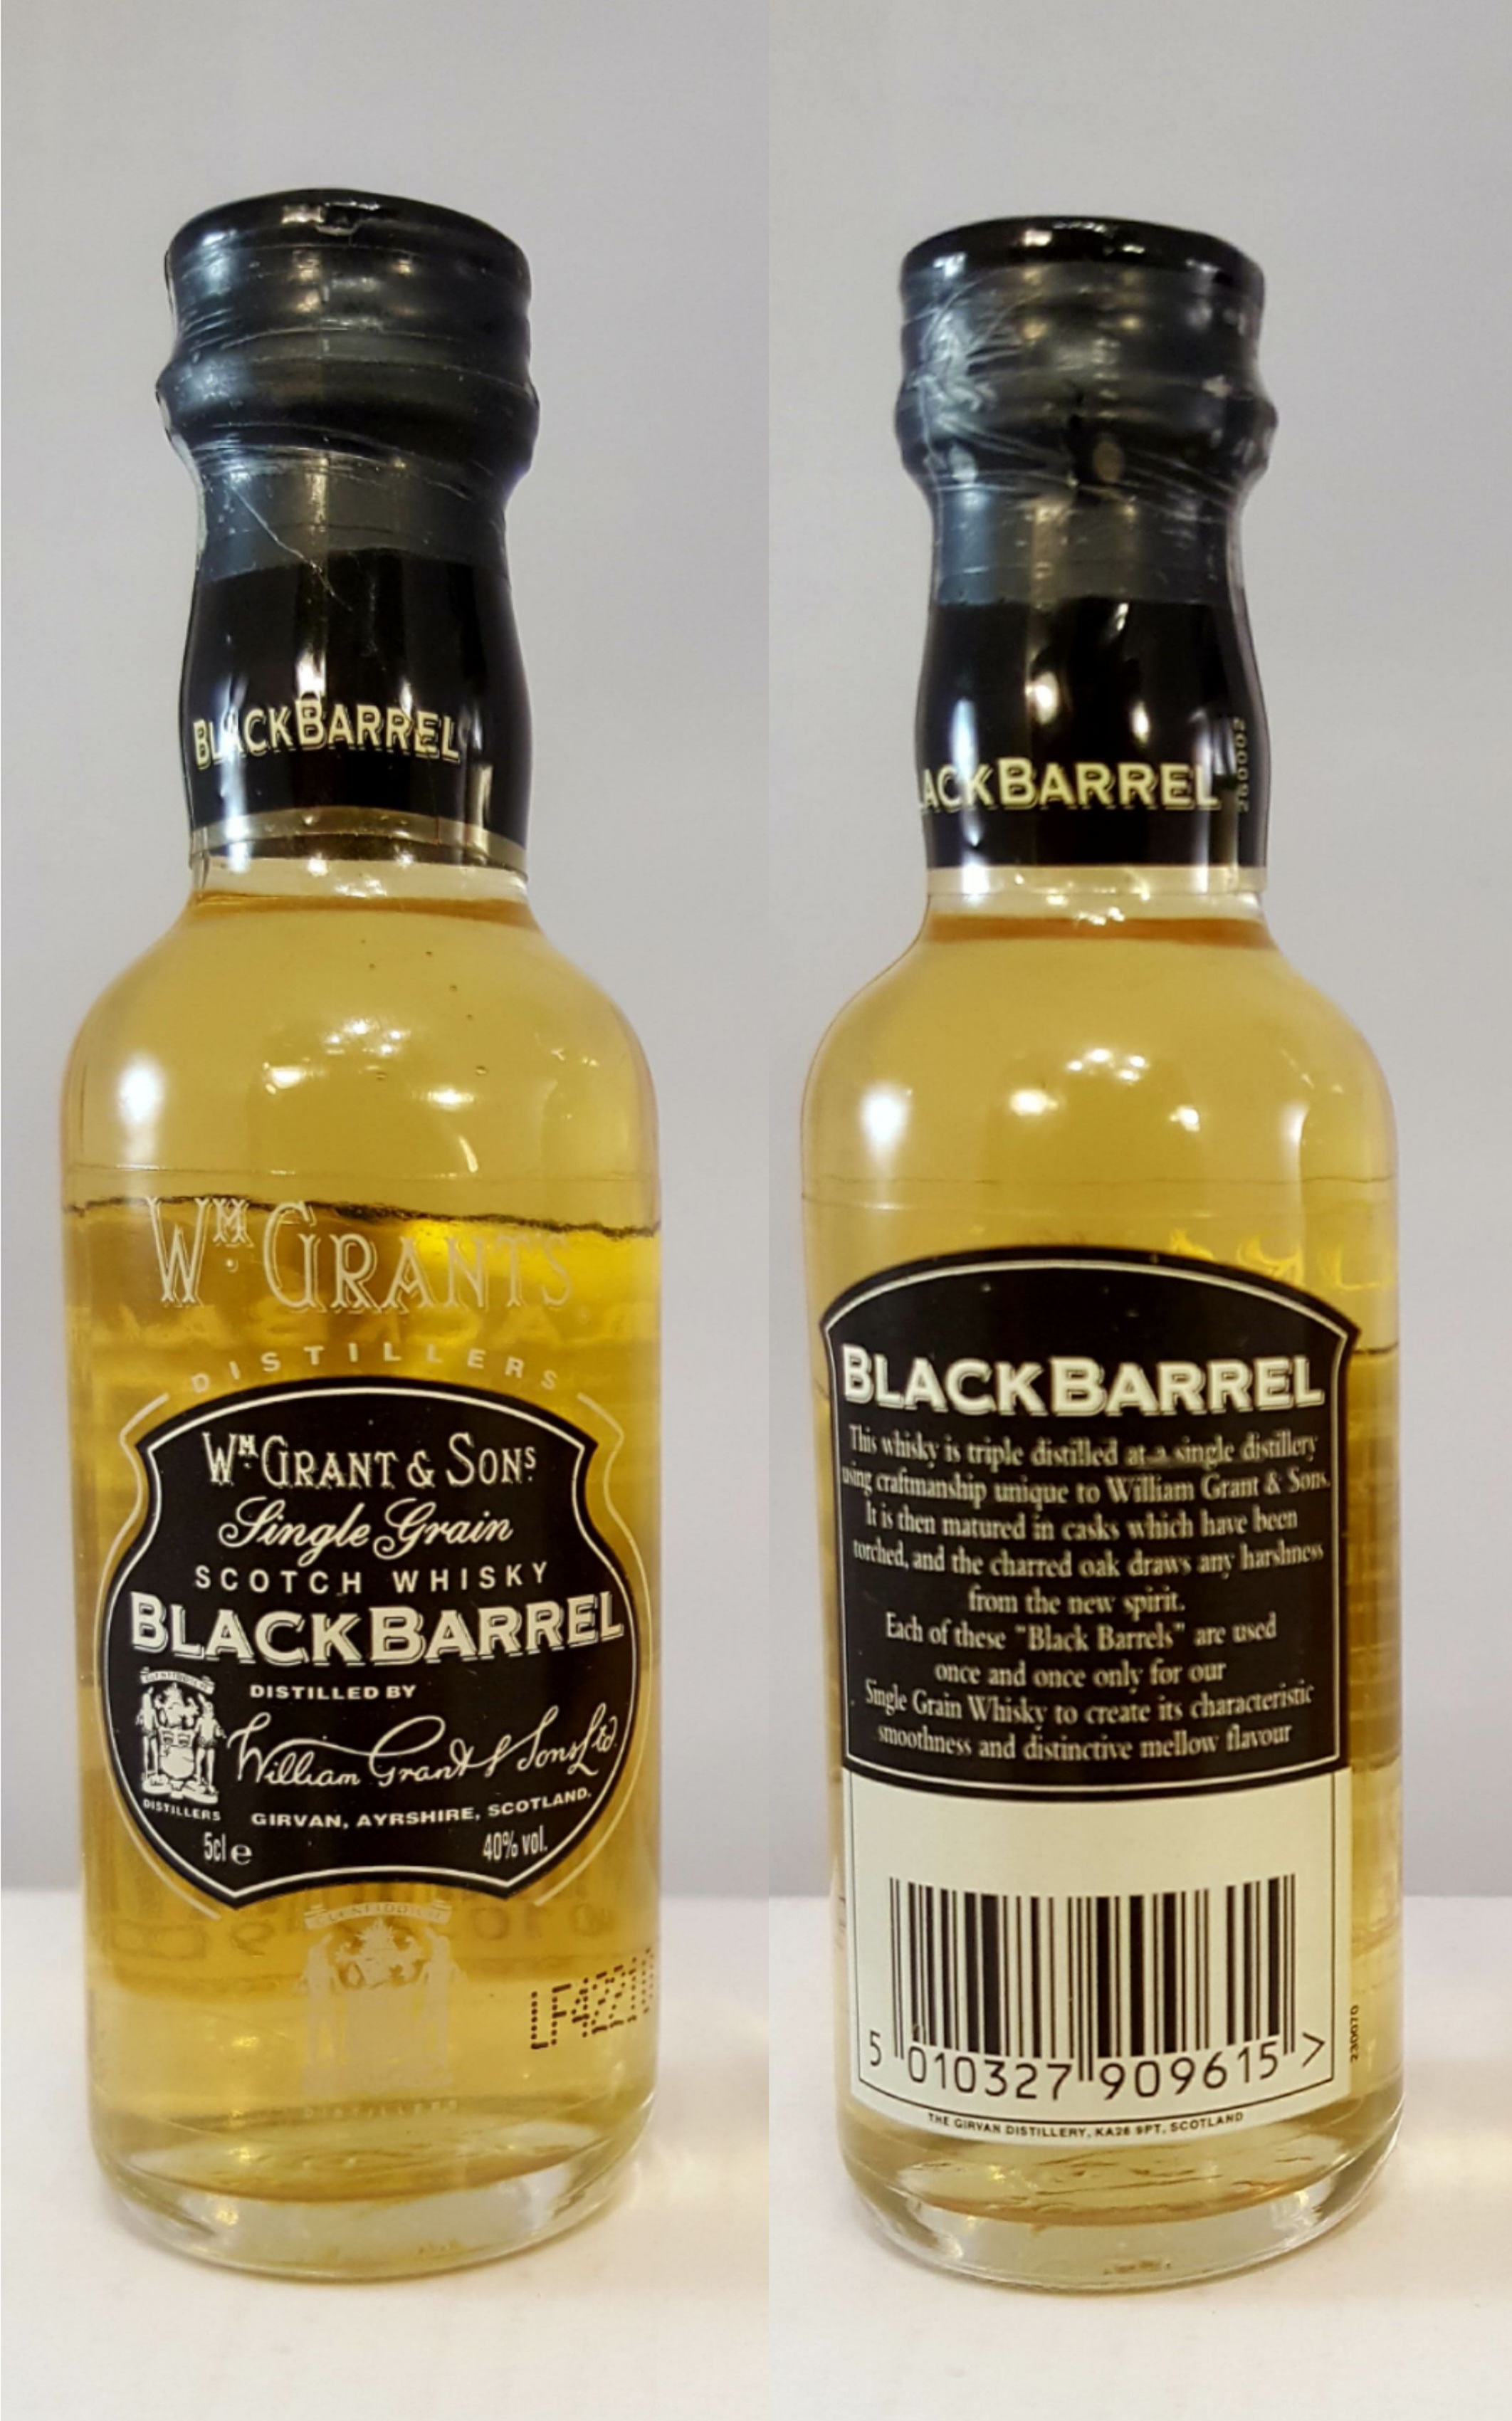 BLACKBARREL
WM. GRANT'S
DISTILLERS
WM. GRANT & SONS
Single Grain
SCOTCH WHISKY
BLACKBARREL
DISTILLED BY
William Grant & Sons Ltd.
DISTILLERS
GIRVAN, AYRSHIRE, SCOTLAND.
5cl e
40% vol.
LF4221
ACKBARREL
BLACKBARREL
This whisky is triple distilled at a single distillery
using craftmanship unique to William Grant & Sons.
It is then matured in casks which have been
torched, and the charred oak draws any harshness
from the new spirit.
Each of these "Black Barrels" are used
once and once only for our
Single Grain Whisky to create its characteristic
smoothness and distinctive mellow flavour
5 010327 909615 >
230070
THE GIRVAN DISTILLERY, KA26 9PT, SCOTLAND